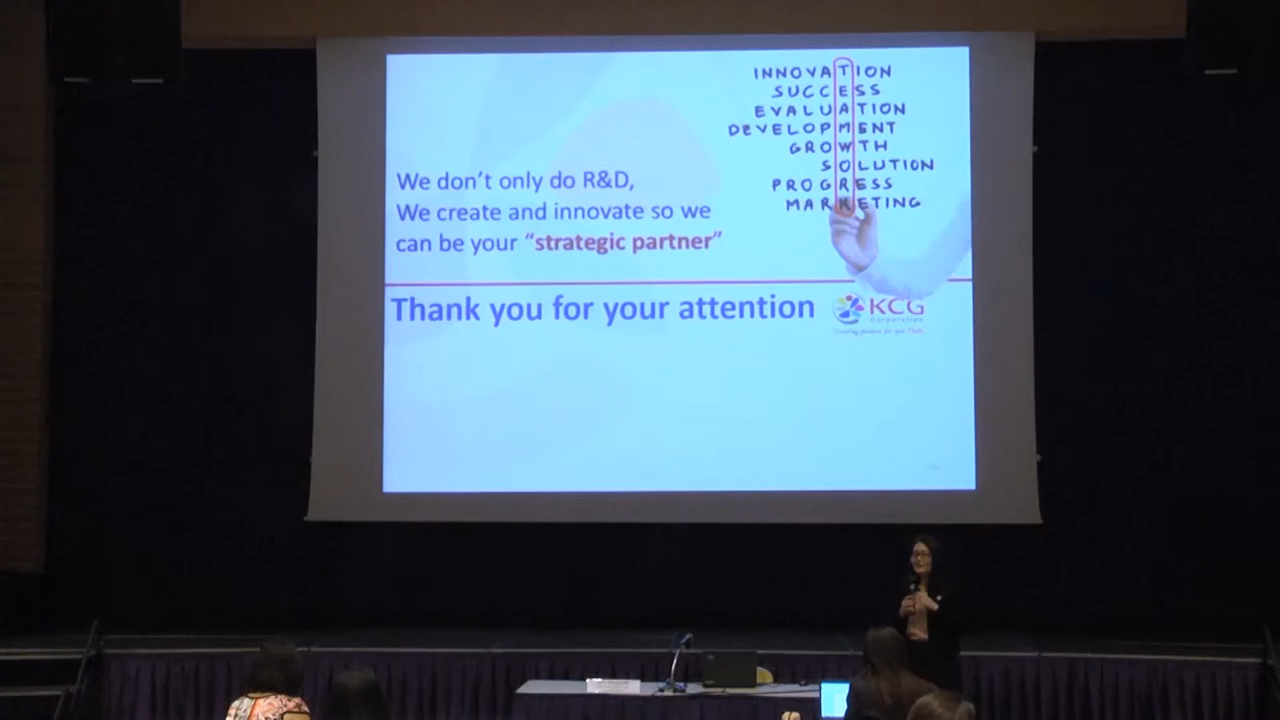 INNOVATION
SUCCESS
EVALUATION
DEVELOPMENT
GROWTH
SOLUTION
PROGRESS
MARKETING
We don't only do R&D,
We create and innovate so we
can be your “strategic partner”
Thank you for your attention
KCG
Corporation